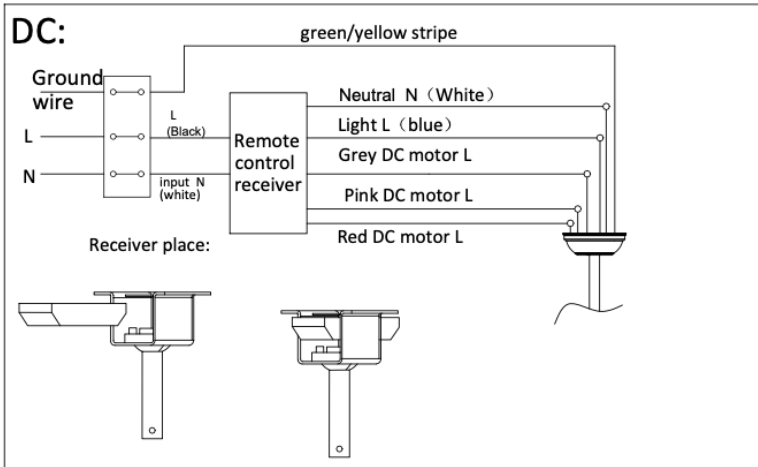 DC:
green/yellow stripe
Ground
wire
L
N
L
(Black)
input N
(white)
Remote
control
receiver
Neutral N（White）
Light L（blue）
Grey DC motor L
Pink DC motor L
Red DC motor L
Receiver place: